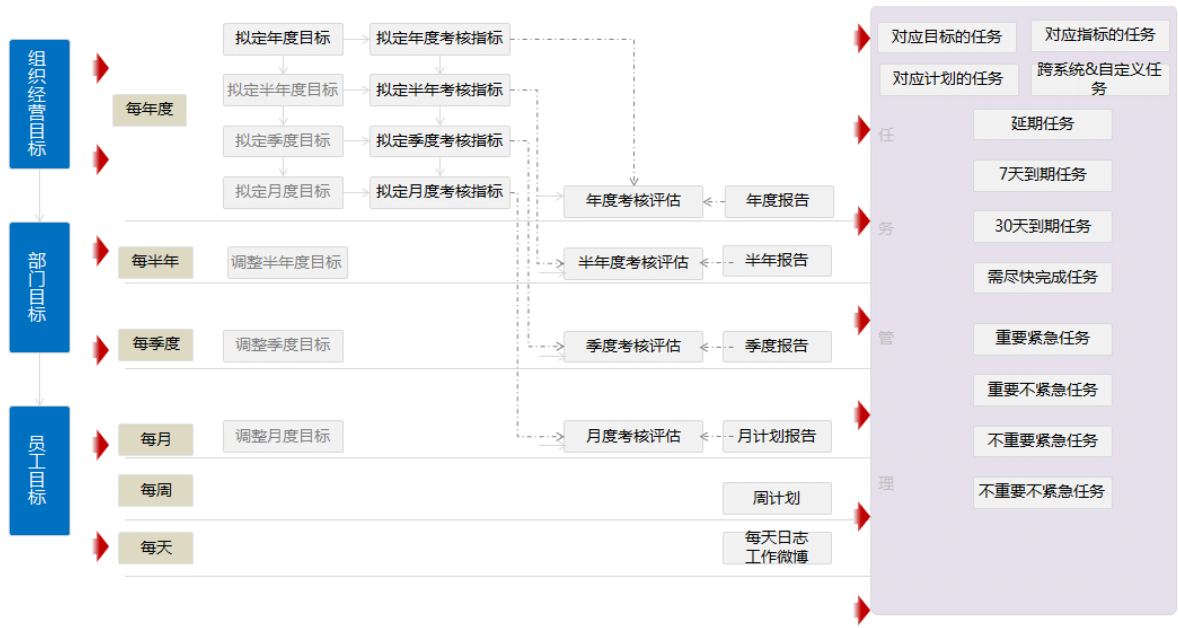 组织经营目标
部门目标
员工目标
每年度
每半年
每季度
每月
每周
每天
拟定年度目标
拟定年度考核指标
拟定半年度目标
拟定半年考核指标
拟定季度目标
拟定季度考核指标
拟定月度目标
拟定月度考核指标
年度考核评估
年度报告
调整半年度目标
半年度考核评估
半年报告
调整季度目标
季度考核评估
季度报告
调整月度目标
月度考核评估
月计划报告
周计划
每天日志
工作微博
任
务
管
理
对应目标的任务
对应指标的任务
对应计划的任务
跨系统&自定义任
务
延期任务
7天到期任务
30天到期任务
需尽快完成任务
重要紧急任务
重要不紧急任务
不重要紧急任务
不重要不紧急任务